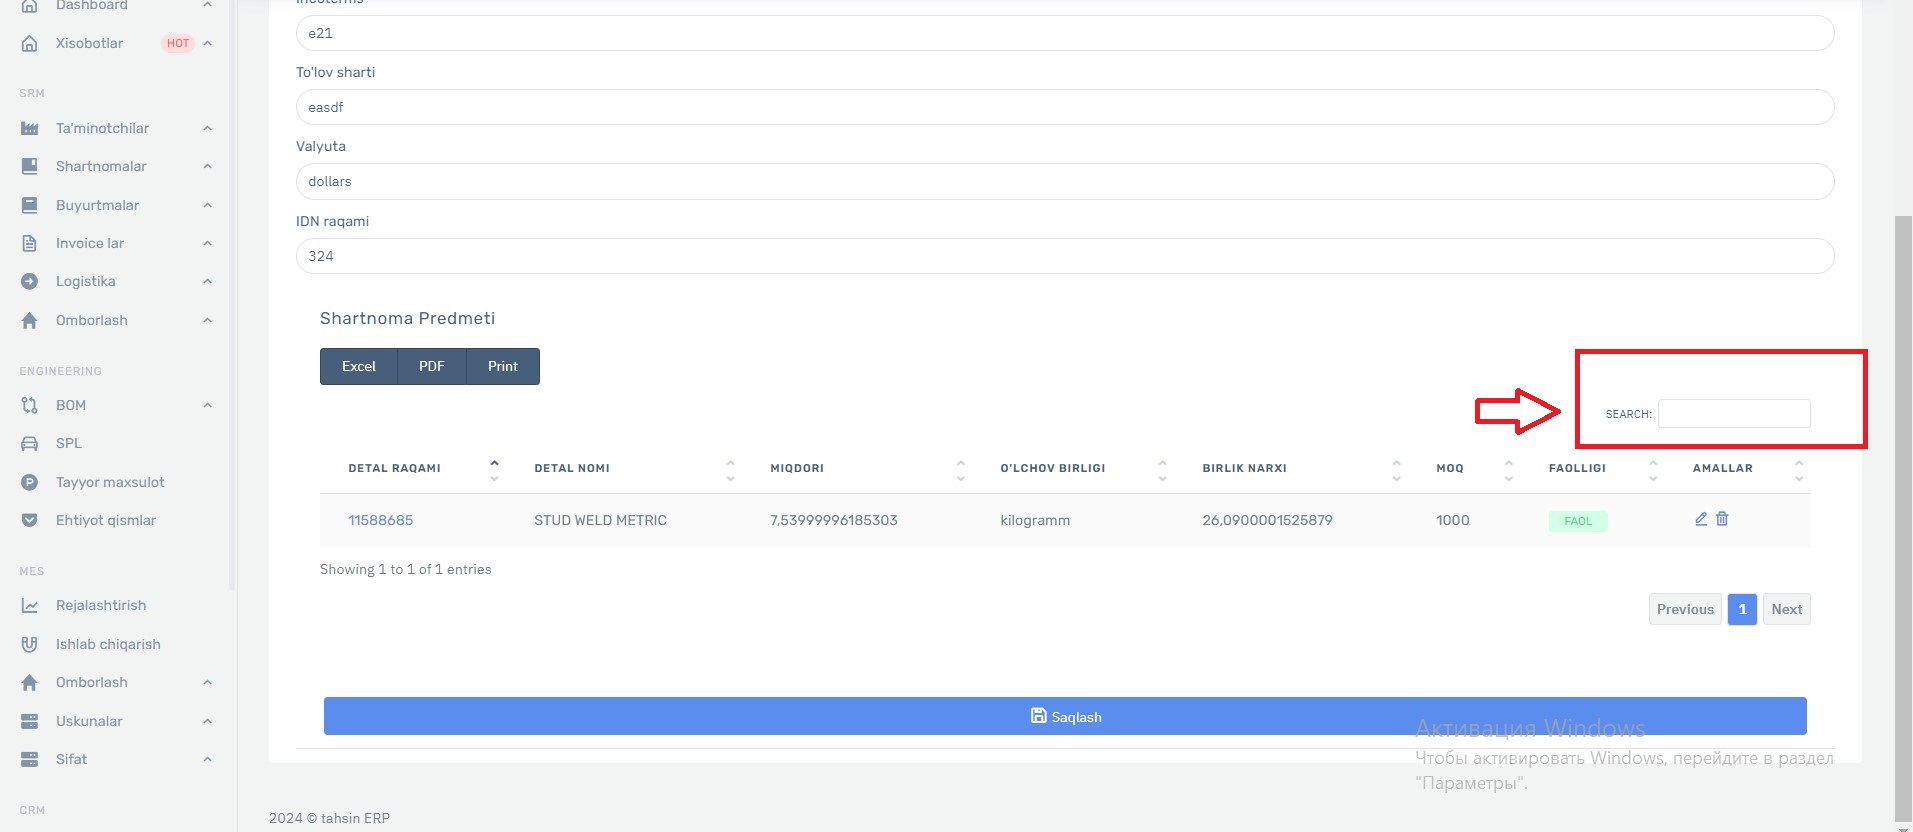 Dashboard
Xisobotlar HOT
SRM
Ta'minotchilar
Shartnomalar
Buyurtmalar
Invoice lar
Logistika
Omborlash
ENGINEERING
BOM
SPL
Tayyor maxsulot
Ehtiyot qismlar
MES
Rejalashtirish
Ishlab chiqarish
Omborlash
Uskunalar
Sifat
CRM
Incoterms
e21
To'lov sharti
easdf
Valyuta
dollars
IDN raqami
324
Shartnoma Predmeti
Excel PDF Print
SEARCH:
DETAL RAQAMI DETAL NOMI MIQDORI O'LCHOV BIRLIGI BIRLIK NARXI MOQ FAOLLIGI AMALLAR
11588685 STUD WELD METRIC 7,53999996185303 kilogramm 26,0900001525879 1000 FAOL
Showing 1 to 1 of 1 entries
Previous 1 Next
Saqlash
Активация Windows
Чтобы активировать Windows, перейдите в раздел
"Параметры".
2024 © tahsin ERP